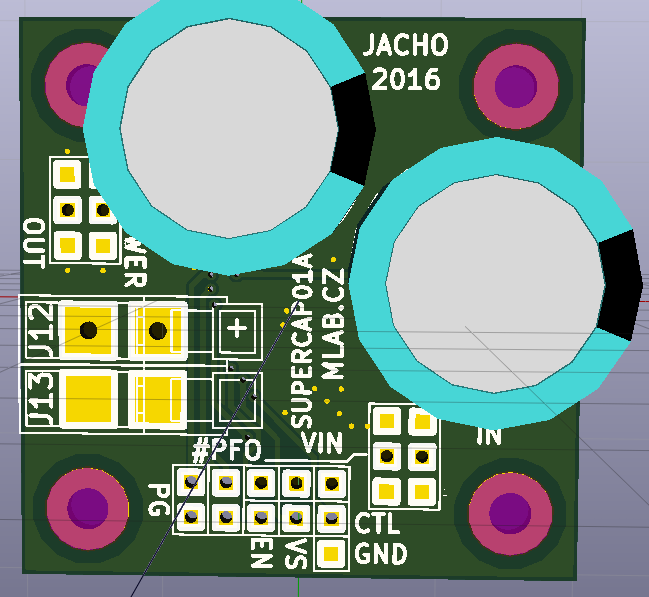 JACHO
2016
OUT
WER
J12
+
J13
SUPERCAP01A
MLAB.CZ
IN
VIN
#PFO
PG
EN
VS
CTL
GND